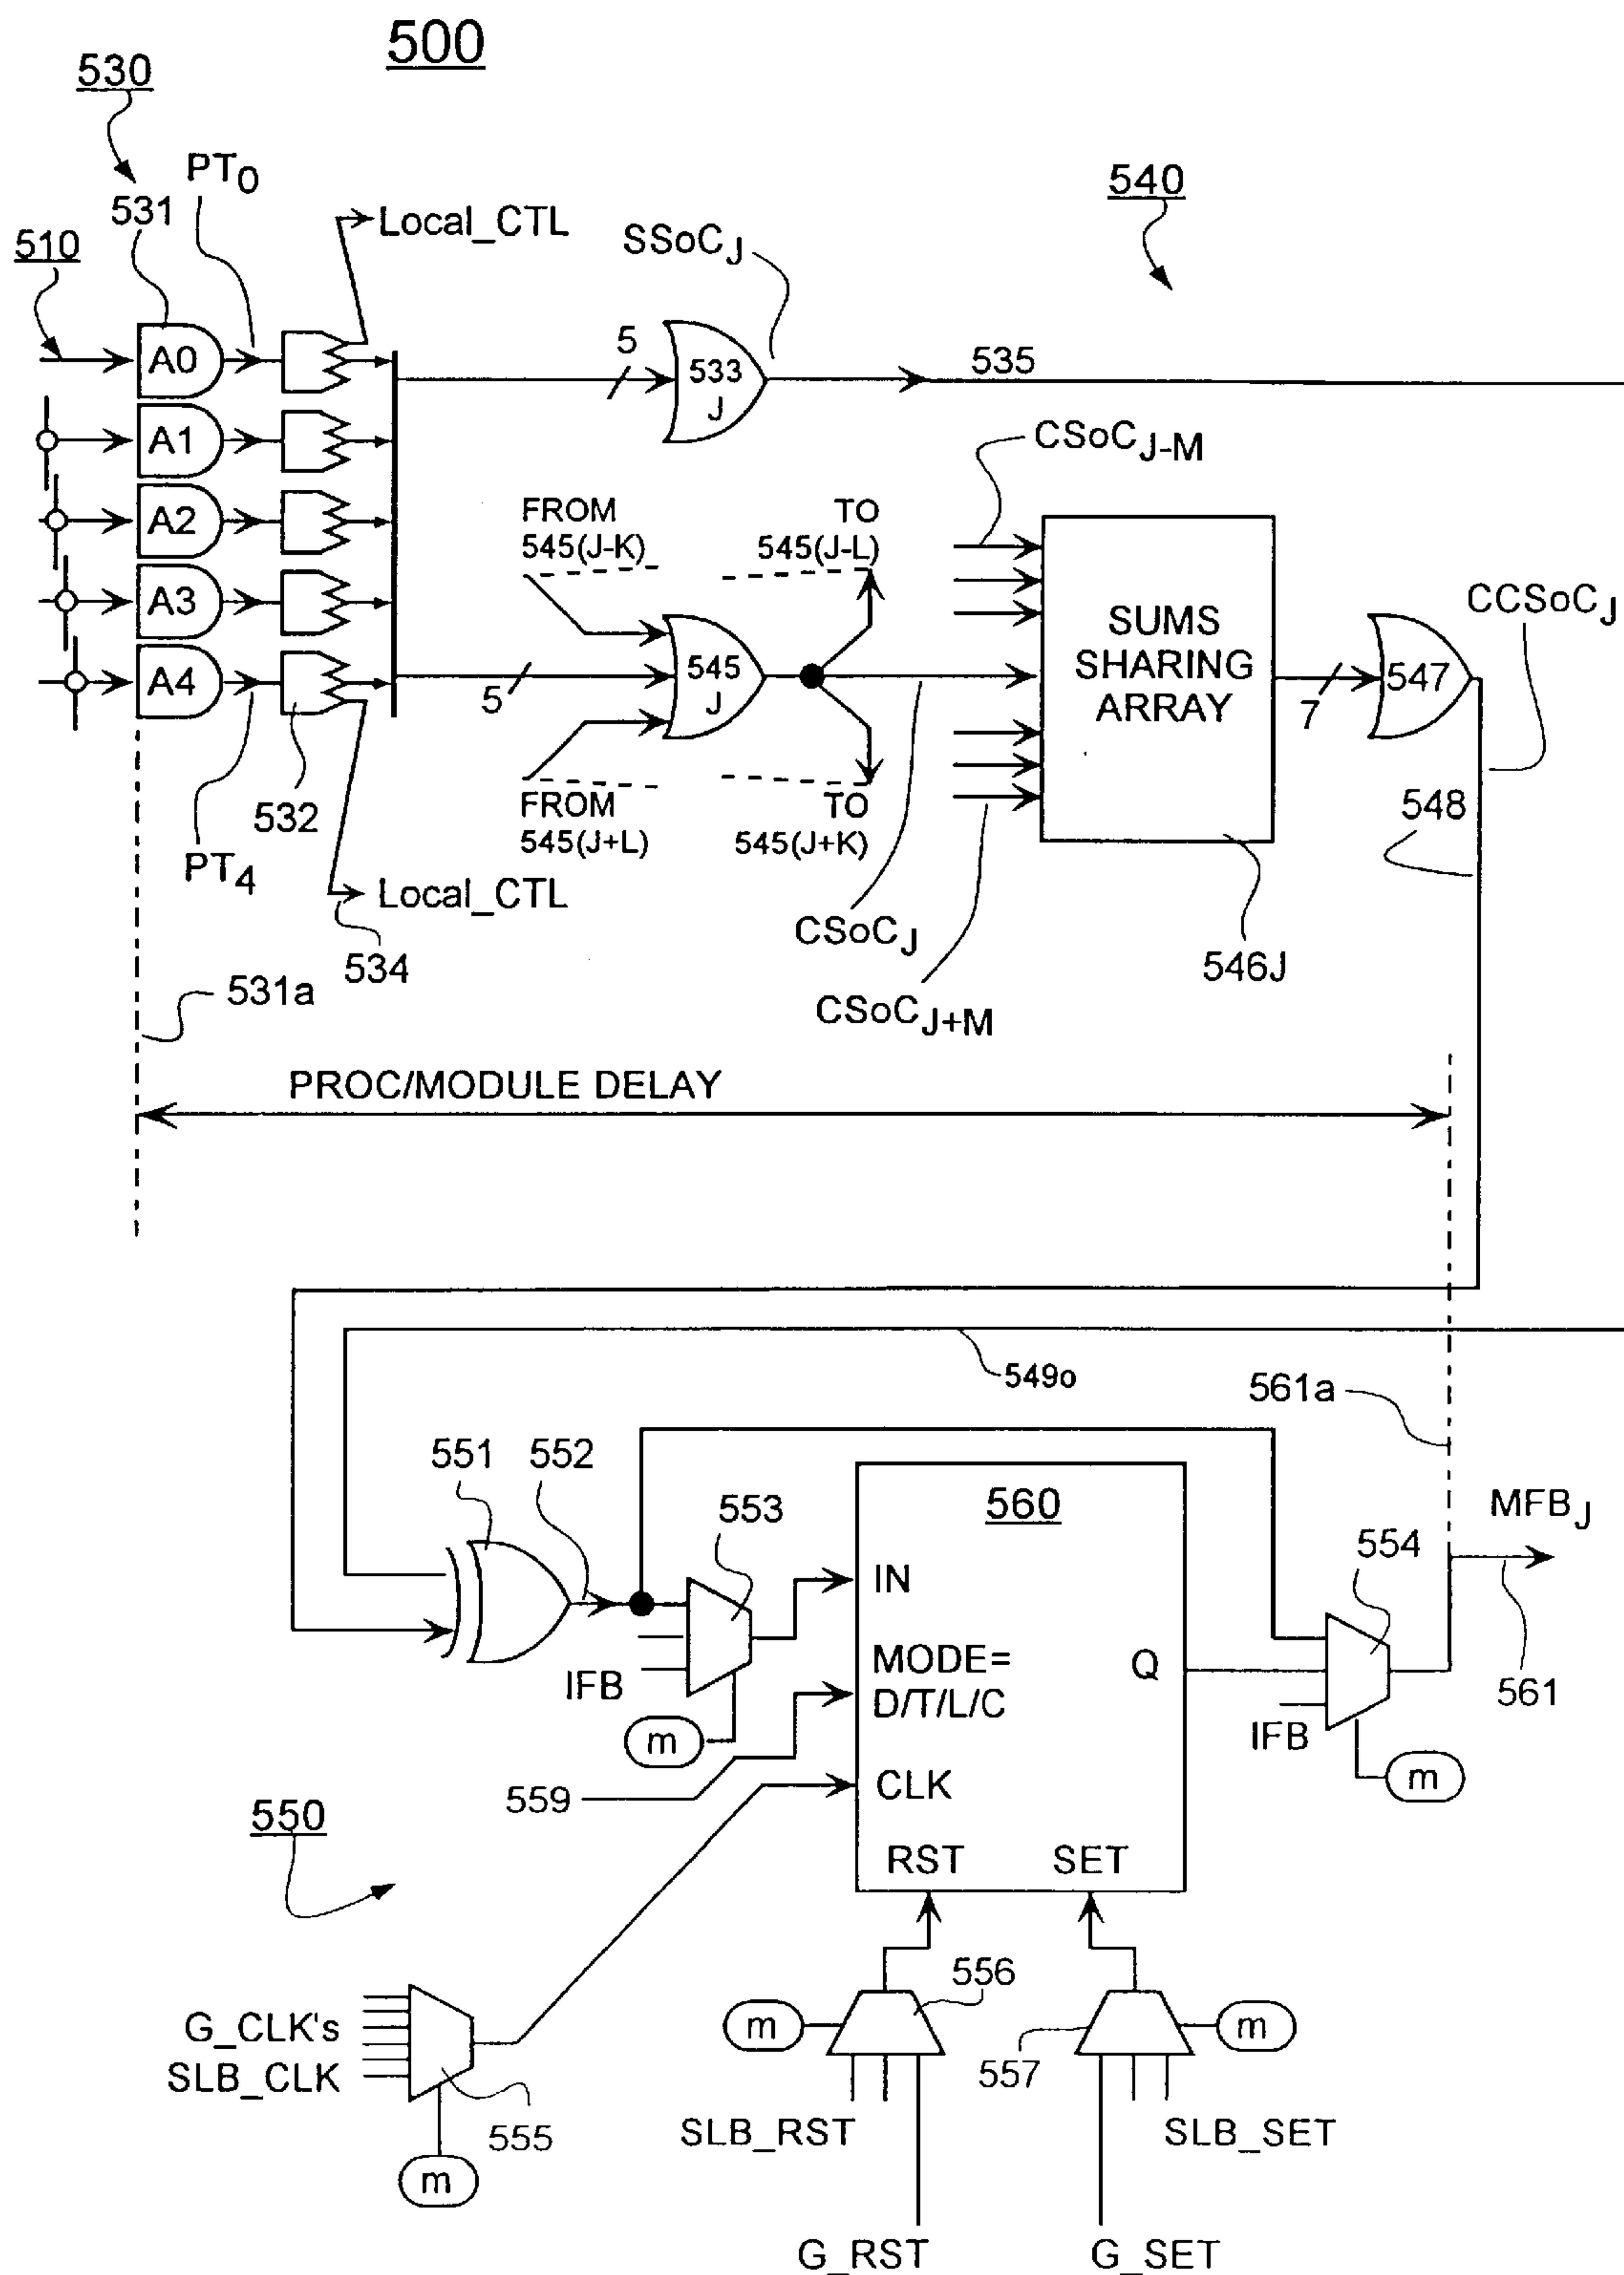 500
530
PT0
540
531
Local_CTL
SSoCJ
510
A0
5
533
J
535
CSoCJ-M
A1
A2
FROM
545(J-K)
TO
545(J-L)
A3
SUMS
SHARING
ARRAY
CCSoCJ
A4
545
J
5
547
7
532
FROM
545(J+L)
TO
545(J+K)
548
PT4
Local_CTL
CSoCJ
534
546J
531a
CSoCJ+M
PROC/MODULE DELAY
549o
561a
551
552
553
560
MFBJ
554
IN
MODE=
D/T/L/C
Q
IFB
561
IFB
m
m
559
CLK
550
RST
SET
556
G_CLK's
m
m
SLB_CLK
557
SLB_RST
SLB_SET
555
m
G_RST
G_SET